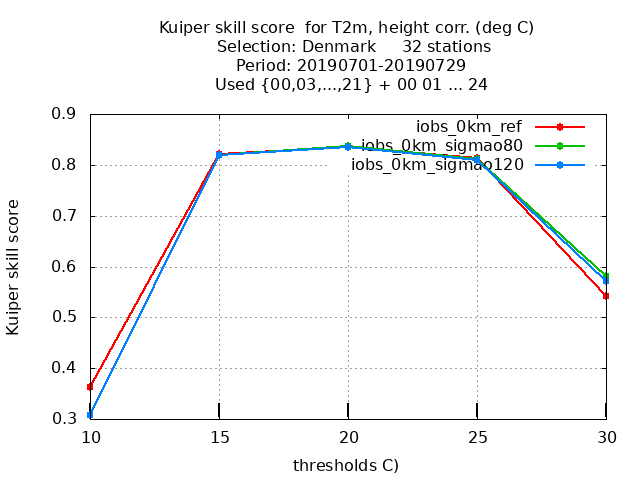 Kuiper skill score  for T2m, height corr. (deg C)
Selection: Denmark     32 stations
Period: 20190701-20190729
Used {00,03,...,21} + 00 01 ... 24
iobs_0km_ref
iobs_0km_sigmao80
iobs_0km_sigmao120
Kuiper skill score
0.9
0.8
0.7
0.6
0.5
0.4
0.3
10 15 20 25 30
thresholds C)